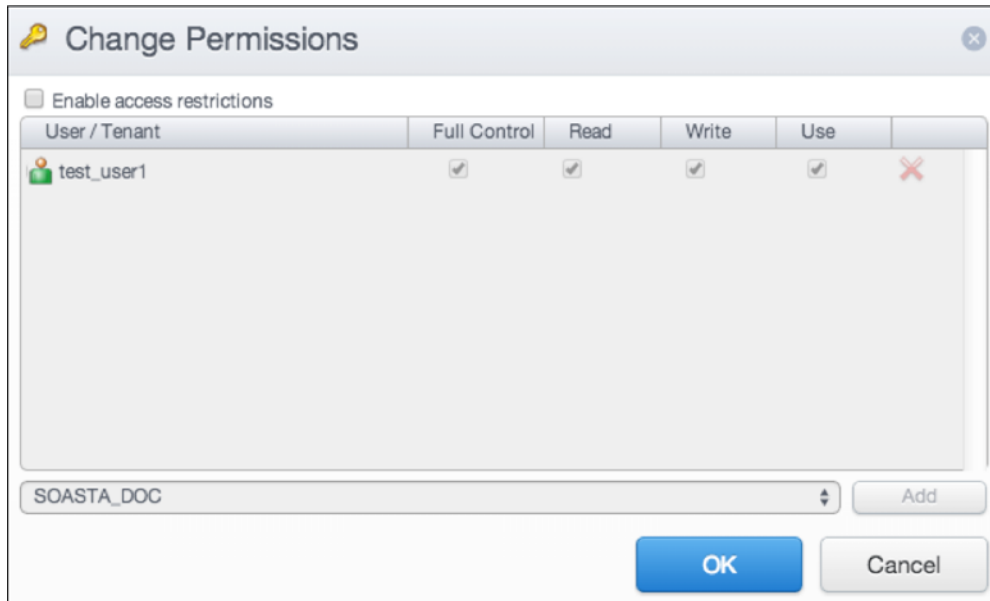 Change Permissions
Enable access restrictions
User / Tenant Full Control Read Write Use
test_user1
SOASTA_DOC Add
OK Cancel